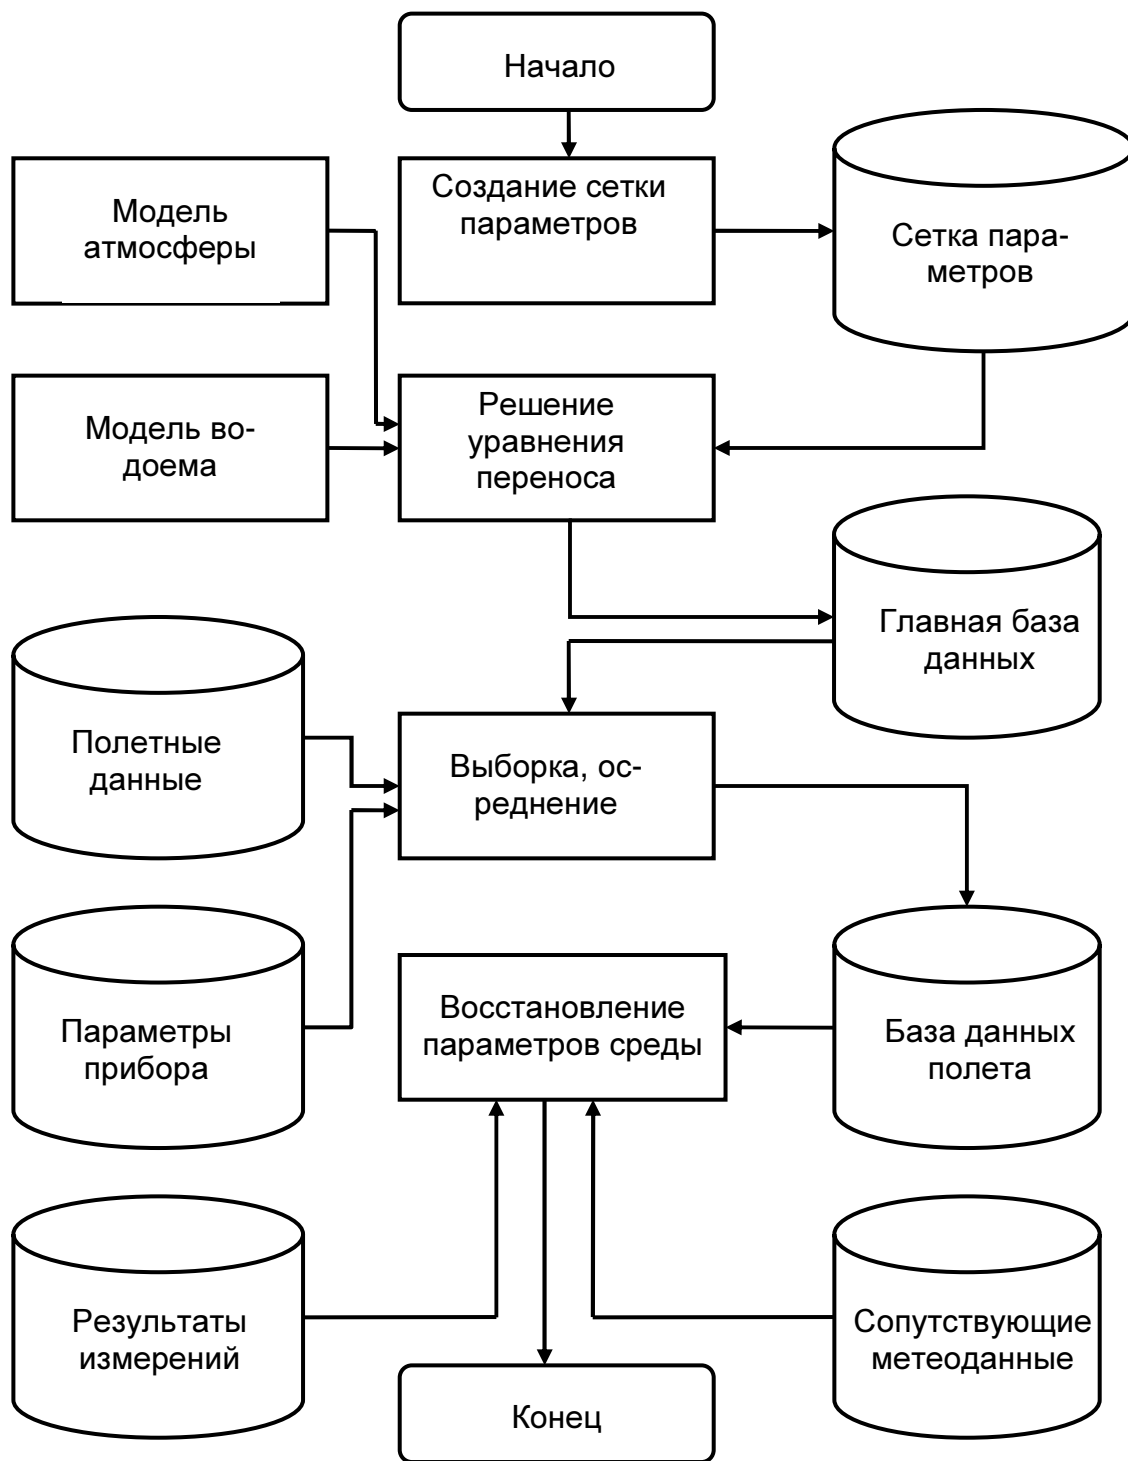 Начало
Создание сетки
параметров
Модель
атмосферы
Сетка пара-
метров
Решение
уравнения
переноса
Модель во-
доема
Главная база
данных
Полетные
данные
Выборка, ос-
реднение
Параметры
прибора
Восстановление
параметров среды
База данных
полета
Результаты
измерений
Сопутствующие
метеоданные
Конец